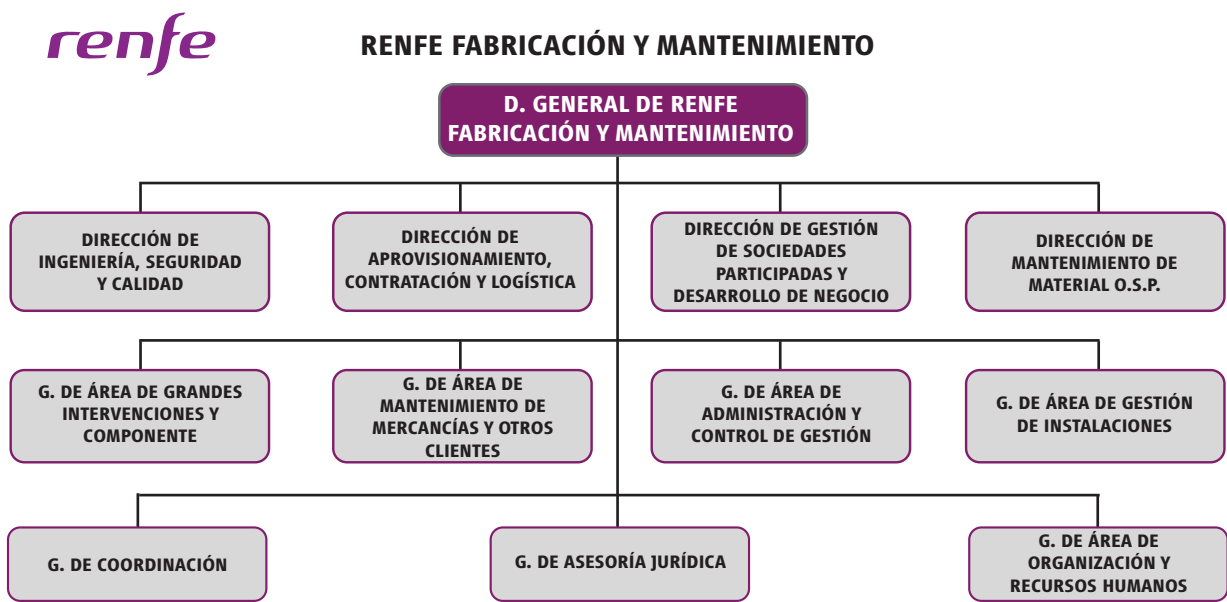 renfe
RENFE FABRICACIÓN Y MANTENIMIENTO
D. GENERAL DE RENFE
FABRICACIÓN Y MANTENIMIENTO
DIRECCIÓN DE
INGENIERÍA, SEGURIDAD
Y CALIDAD
DIRECCIÓN DE
APROVISIONAMIENTO,
CONTRATACIÓN Y LOGÍSTICA
DIRECCIÓN DE GESTIÓN
DE SOCIEDADES
PARTICIPADAS Y
DESARROLLO DE NEGOCIO
DIRECCIÓN DE
MANTENIMIENTO DE
MATERIAL O.S.P.
G. DE ÁREA DE GRANDES
INTERVENCIONES Y
COMPONENTE
G. DE ÁREA DE
MANTENIMIENTO DE
MERCANCÍAS Y OTROS
CLIENTES
G. DE ÁREA DE
ADMINISTRACIÓN Y
CONTROL DE GESTIÓN
G. DE ÁREA DE GESTIÓN
DE INSTALACIONES
G. DE COORDINACIÓN
G. DE ASESORÍA JURÍDICA
G. DE ÁREA DE
ORGANIZACIÓN Y
RECURSOS HUMANOS